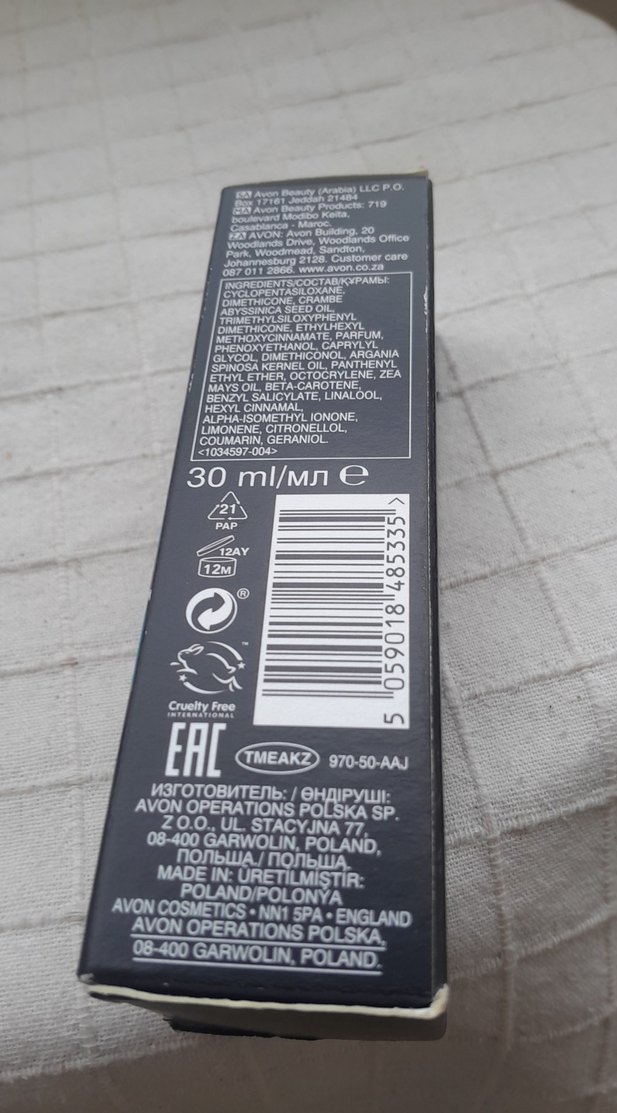 SA Avon Beauty (Arabia) LLC P.O.
Box 17161 Jeddah 21484
MA Avon Beauty Products: 719
boulevard Modibo Keita,
Casablanca - Maroc.
ZA AVON: Avon Building, 20
Woodlands Drive, Woodlands Office
Park, Woodmead, Sandton,
Johannesburg 2128. Customer care
087 011 2866. www.avon.co.za
INGREDIENTS/СОСТАВ/ҚҰРАМЫ:
CYCLOPENTASILOXANE,
DIMETHICONE, CRAMBE
ABYSSINICA SEED OIL,
TRIMETHYLSILOXYPHENYL
DIMETHICONE, ETHYLHEXYL
METHOXYCINNAMATE, PARFUM,
PHENOXYETHANOL, CAPRYLYL
GLYCOL, DIMETHICONOL, ARGANIA
SPINOSA KERNEL OIL, PANTHENYL
ETHYL ETHER, OCTOCRYLENE, ZEA
MAYS OIL, BETA-CAROTENE,
BENZYL SALICYLATE, LINALOOL,
HEXYL CINNAMAL,
ALPHA-ISOMETHYL IONONE,
LIMONENE, CITRONELLOL,
COUMARIN, GERANIOL.
<1034597-004>
30 ml/мл ℮
21
PAP
12AY
12M
®
5 059018 485335 >
™
Cruelty Free
INTERNATIONAL
EAC TMEAKZ 970-50-AAJ
ИЗГОТОВИТЕЛЬ: / ӨНДІРУШІ:
AVON OPERATIONS POLSKA SP.
Z O.O., UL. STACYJNA 77,
08-400 GARWOLIN, POLAND,
ПОЛЬША./ ПОЛЬША.
MADE IN: ÜRETİLMİŞTİR:
POLAND/POLONYA
AVON COSMETICS • NN1 5PA • ENGLAND
AVON OPERATIONS POLSKA,
08-400 GARWOLIN, POLAND.